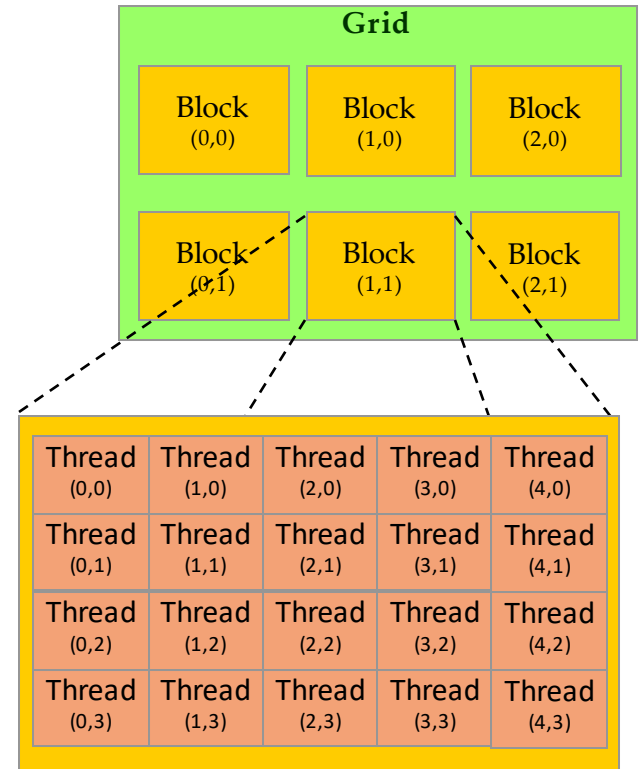 Grid
Block Block Block
(0,0) (1,0) (2,0)
Block Block Block
(0,1) (1,1) (2,1)
Thread Thread Thread Thread Thread
(0,0) (1,0) (2,0) (3,0) (4,0)
Thread Thread Thread Thread Thread
(0,1) (1,1) (2,1) (3,1) (4,1)
Thread Thread Thread Thread Thread
(0,2) (1,2) (2,2) (3,2) (4,2)
Thread Thread Thread Thread Thread
(0,3) (1,3) (2,3) (3,3) (4,3)